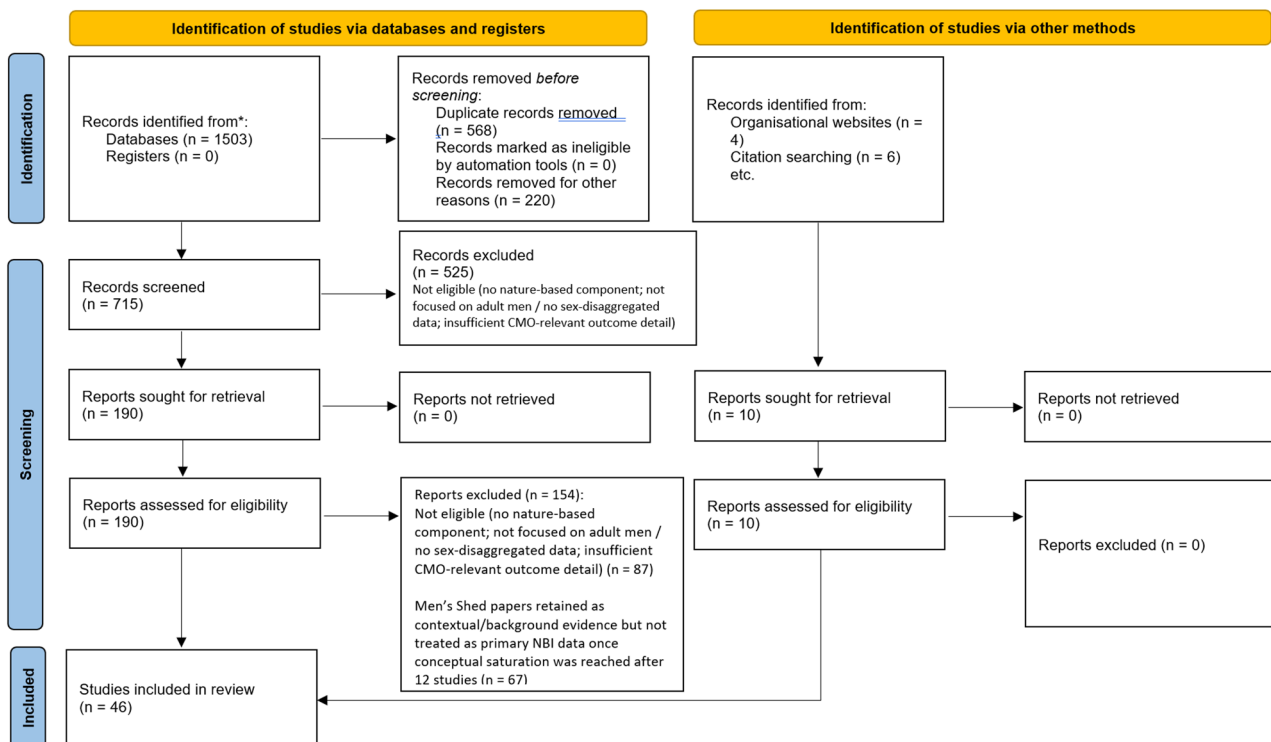 Identification of studies via databases and registers
Identification of studies via other methods
Identification
Records identified from*:
Databases (n = 1503)
Registers (n = 0)
Records removed before
screening:
Duplicate records removed
(n = 568)
Records marked as ineligible
by automation tools (n = 0)
Records removed for other
reasons (n = 220)
Records identified from:
Organisational websites (n =
4)
Citation searching (n = 6)
etc.
Screening
Records screened
(n = 715)
Records excluded
(n = 525)
Not eligible (no nature-based component; not
focused on adult men / no sex-disaggregated
data; insufficient CMO-relevant outcome detail)
Reports sought for retrieval
(n = 190)
Reports not retrieved
(n = 0)
Reports sought for retrieval
(n = 10)
Reports not retrieved
(n = 0)
Reports assessed for eligibility
(n = 190)
Reports excluded (n = 154):
Not eligible (no nature-based
component; not focused on adult men /
no sex-disaggregated data; insufficient
CMO-relevant outcome detail) (n = 87)
Men's Shed papers retained as
contextual/background evidence but not
treated as primary NBI data once
conceptual saturation was reached after
12 studies (n = 67)
Reports assessed for eligibility
(n = 10)
Reports excluded (n = 0)
Included
Studies included in review
(n = 46)